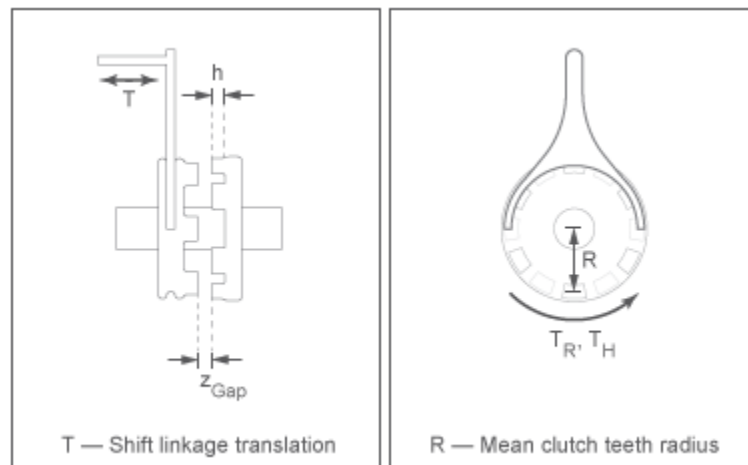 h
T
z_Gap
T — Shift linkage translation
R
T_R, T_H
R — Mean clutch teeth radius